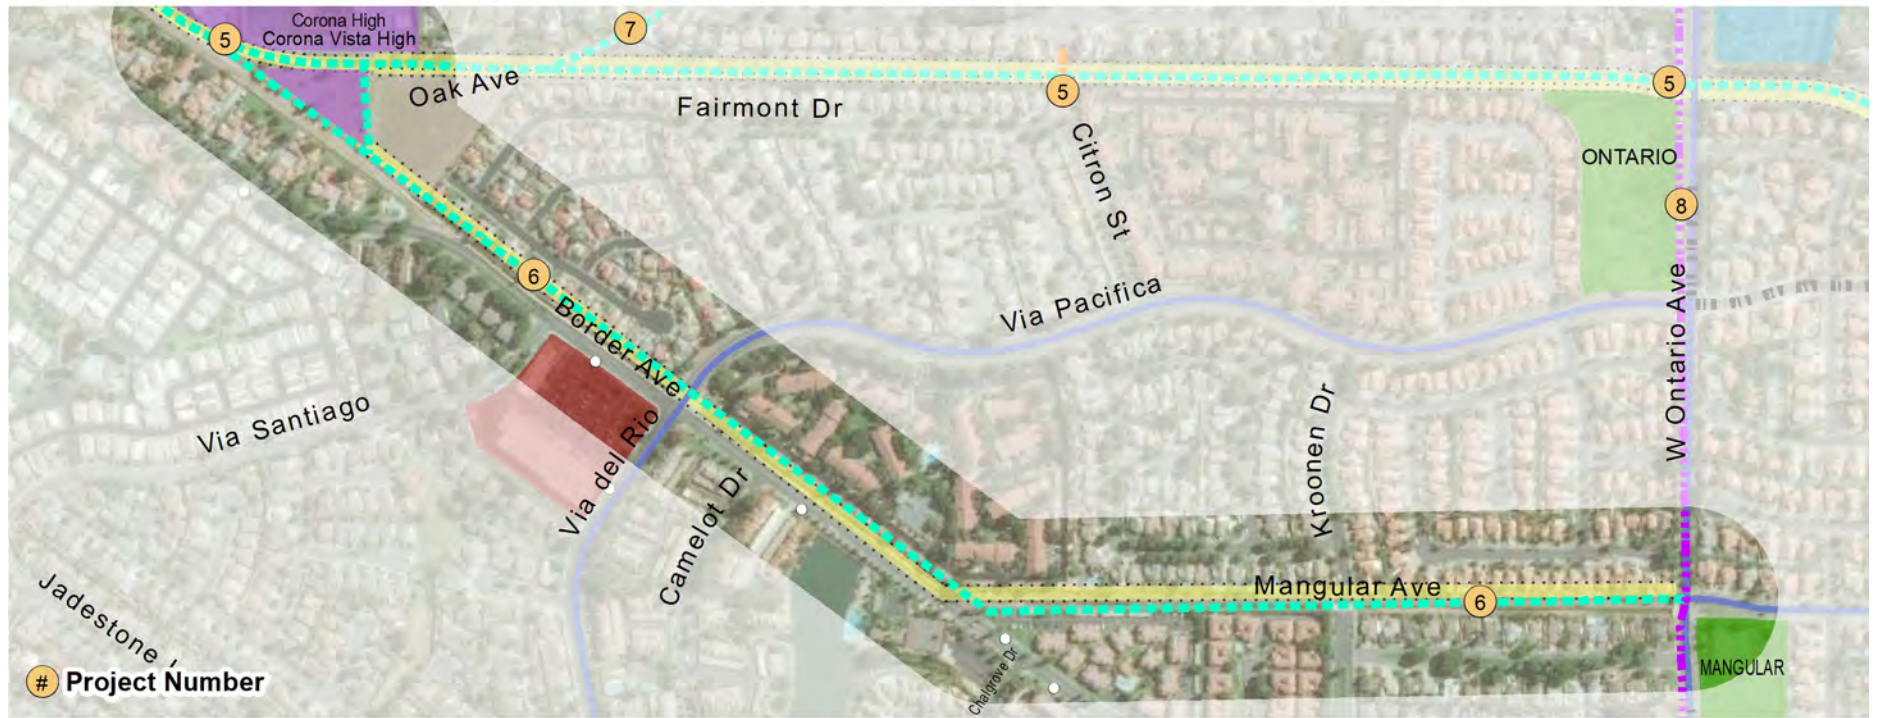 Corona High
Corona Vista High
5
7
Oak Ave
Fairmont Dr
5
5
Citron St
ONTARIO
8
6
Border Ave
Via Pacifica
W Ontario Ave
Via Santiago
Via del Rio
Camelot Dr
Kroonen Dr
Mangular Ave
6
Jadestone
Chalgrove Dr
MANGULAR
# Project Number